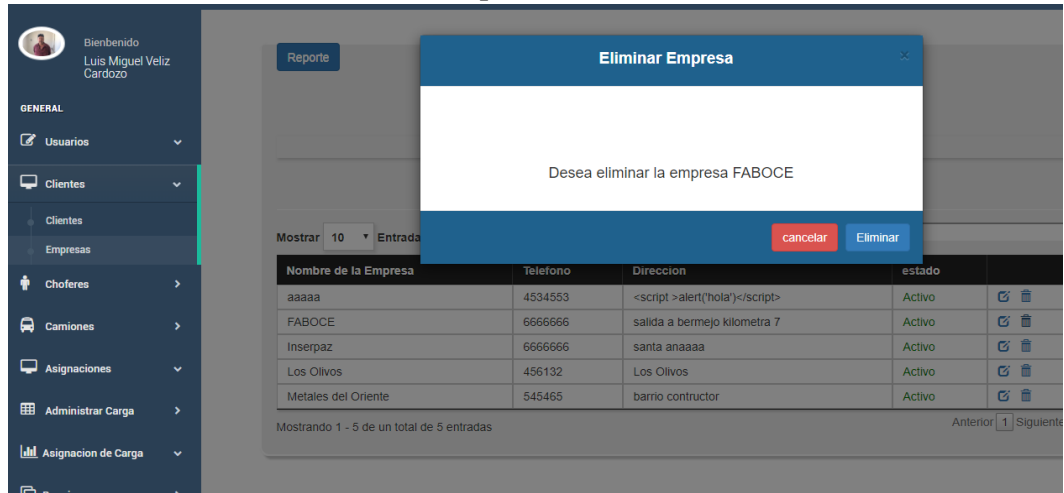 Bienbenido
Luis Miguel Veliz
Cardozo
GENERAL
Usuarios
Clientes
Clientes
Empresas
Choferes
Camiones
Asignaciones
Administrar Carga
Asignacion de Carga
Reporte
Eliminar Empresa ×
Desea eliminar la empresa FABOCE
cancelar Eliminar
Mostrar 10 Entrada
Nombre de la Empresa Telefono Direccion estado
aaaaa 4534553 <script >alert('hola')</script> Activo
FABOCE 6666666 salida a bermejo kilometra 7 Activo
Inserpaz 6666666 santa anaaaa Activo
Los Olivos 456132 Los Olivos Activo
Metales del Oriente 545465 barrio contructor Activo
Mostrando 1 - 5 de un total de 5 entradas
Anterior 1 Siguiente